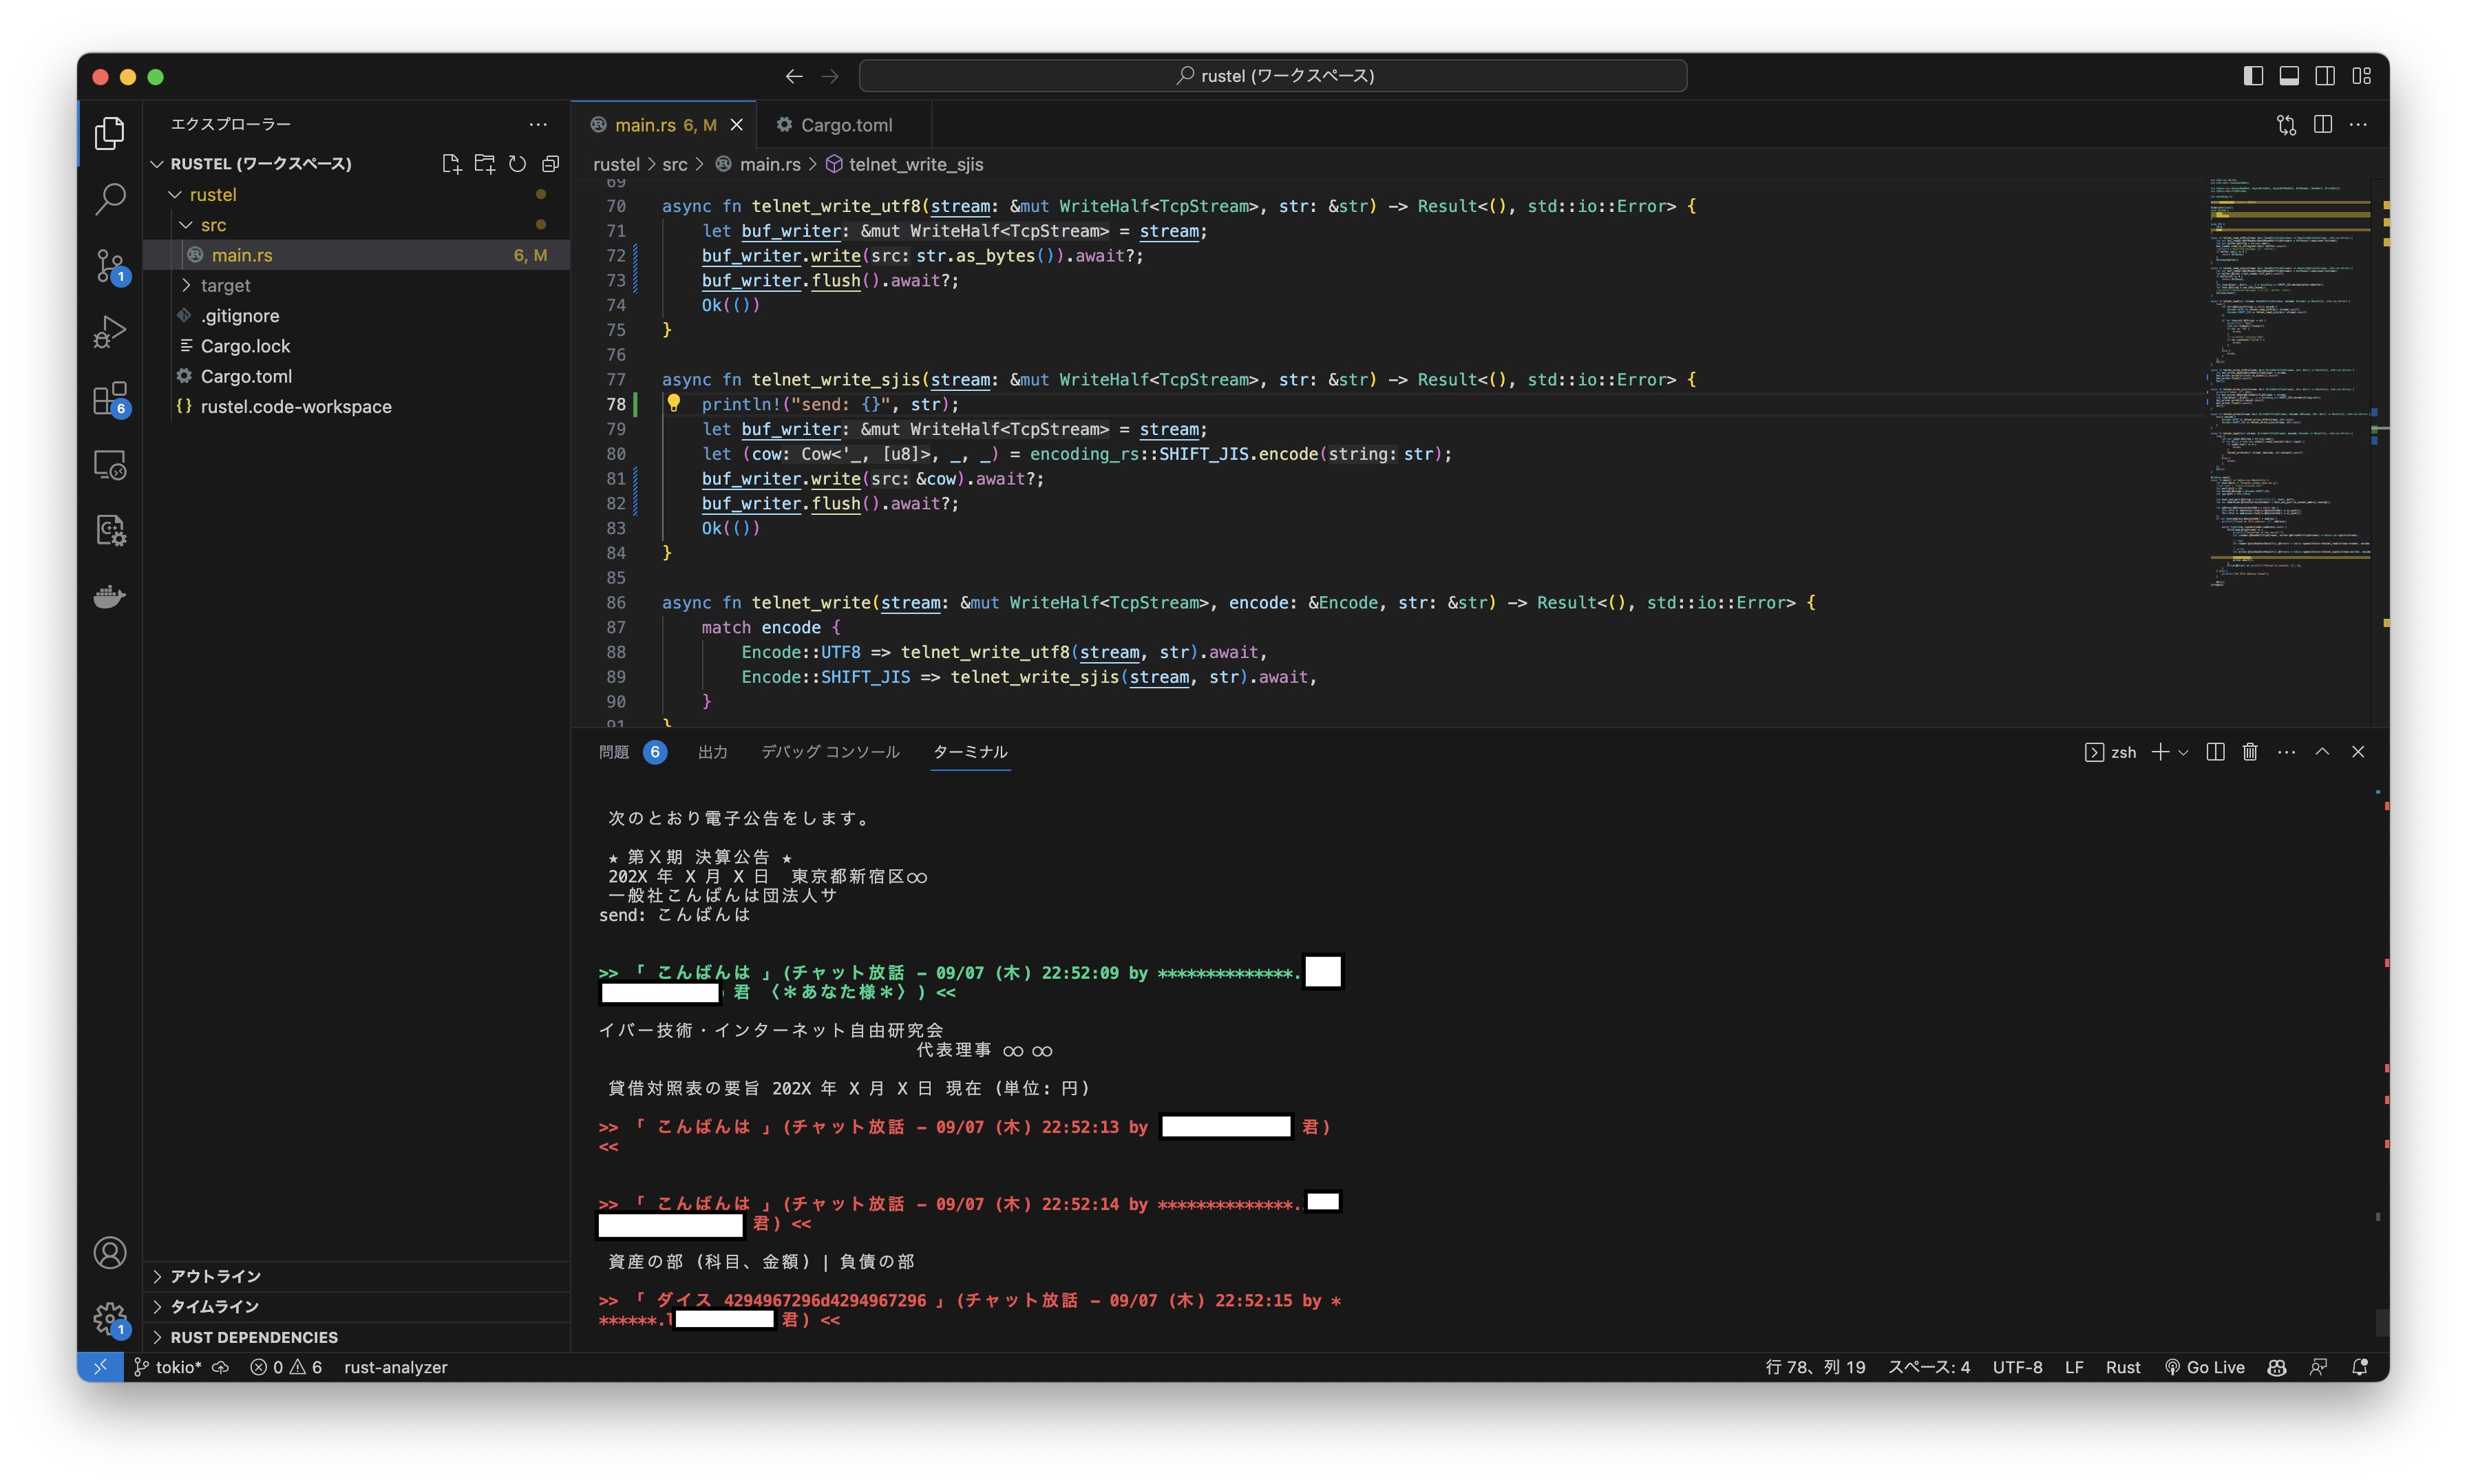 rustel (ワークスペース)
エクスプローラー
RUSTEL (ワークスペース)
rustel
src
main.rs 6, M
target
.gitignore
Cargo.lock
Cargo.toml
rustel.code-workspace
アウトライン
タイムライン
RUST DEPENDENCIES
1
6
1
main.rs 6, M
Cargo.toml
rustel > src > main.rs > telnet_write_sjis
69
70 async fn telnet_write_utf8(stream: &mut WriteHalf<TcpStream>, str: &str) -> Result<(), std::io::Error> {
71 let buf_writer: &mut WriteHalf<TcpStream> = stream;
72 buf_writer.write(src: str.as_bytes()).await?;
73 buf_writer.flush().await?;
74 Ok(())
75 }
76
77 async fn telnet_write_sjis(stream: &mut WriteHalf<TcpStream>, str: &str) -> Result<(), std::io::Error> {
78 println!("send: {}", str);
79 let buf_writer: &mut WriteHalf<TcpStream> = stream;
80 let (cow: Cow<'_, [u8]>, _, _) = encoding_rs::SHIFT_JIS.encode(string: str);
81 buf_writer.write(src: &cow).await?;
82 buf_writer.flush().await?;
83 Ok(())
84 }
85
86 async fn telnet_write(stream: &mut WriteHalf<TcpStream>, encode: &Encode, str: &str) -> Result<(), std::io::Error> {
87 match encode {
88 Encode::UTF8 => telnet_write_utf8(stream, str).await,
89 Encode::SHIFT_JIS => telnet_write_sjis(stream, str).await,
90 }
91 }
問題 6 出力 デバッグ コンソール ターミナル
zsh
次のとおり電子公告をします。
★ 第X期 決算公告 ★
202X 年 X 月 X 日 東京都新宿区○○
一般社こんばんは団法人サ
send: こんばんは
>> 「 こんばんは 」(チャット放話 - 09/07 (木) 22:52:09 by **************.
君 〈*あなた様*〉) <<
イバー技術・インターネット自由研究会
代表理事 ○○ ○○
貸借対照表の要旨 202X 年 X 月 X 日 現在 (単位: 円)
>> 「 こんばんは 」(チャット放話 - 09/07 (木) 22:52:13 by 君)
<<
>> 「 こんばんは 」(チャット放話 - 09/07 (木) 22:52:14 by **************.
君) <<
資産の部 (科目、金額) | 負債の部
>> 「 ダイス 4294967296d4294967296 」(チャット放話 - 09/07 (木) 22:52:15 by *
******.l 君) <<
tokio* 0 6 rust-analyzer
行 78、列 19 スペース: 4 UTF-8 LF Rust Go Live